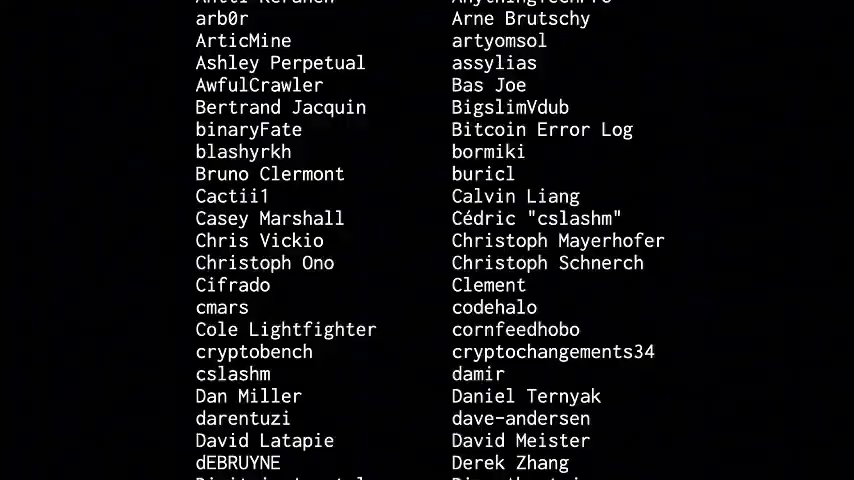 arb0r Arne Brutschy
ArticMine artyomsol
Ashley Perpetual assylias
AwfulCrawler Bas Joe
Bertrand Jacquin BigslimVdub
binaryFate Bitcoin Error Log
blashyrkh bormiki
Bruno Clermont buricl
Cactii1 Calvin Liang
Casey Marshall Cédric "cslashm"
Chris Vickio Christoph Mayerhofer
Christoph Ono Christoph Schnerch
Cifrado Clement
cmars codehalo
Cole Lightfighter cornfeedhobo
cryptobench cryptochangements34
cslashm damir
Dan Miller Daniel Ternyak
darentuzi dave-andersen
David Latapie David Meister
dEBRUYNE Derek Zhang